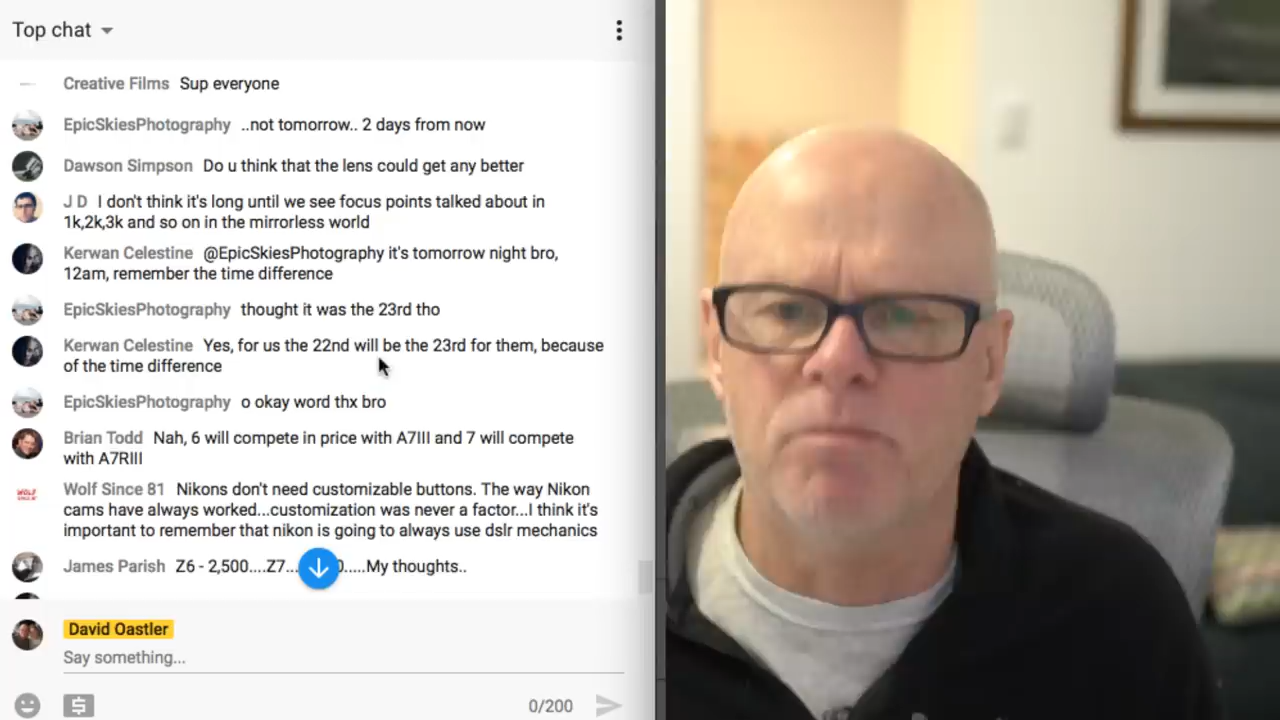 Top chat
Creative Films Sup everyone
EpicSkiesPhotography ..not tomorrow.. 2 days from now
Dawson Simpson Do u think that the lens could get any better
J D I don't think it's long until we see focus points talked about in
1k,2k,3k and so on in the mirrorless world
Kerwan Celestine @EpicSkiesPhotography it's tomorrow night bro,
12am, remember the time difference
EpicSkiesPhotography thought it was the 23rd tho
Kerwan Celestine Yes, for us the 22nd will be the 23rd for them, because
of the time difference
EpicSkiesPhotography o okay word thx bro
Brian Todd Nah, 6 will compete in price with A7III and 7 will compete
with A7RIII
WOLF
Wolf Since 81 Nikons don't need customizable buttons. The way Nikon
cams have always worked...customization was never a factor...I think it's
important to remember that nikon is going to always use dslr mechanics
James Parish Z6 - 2,500....Z7... 0.....My thoughts..
David Oastler
Say something...
0/200